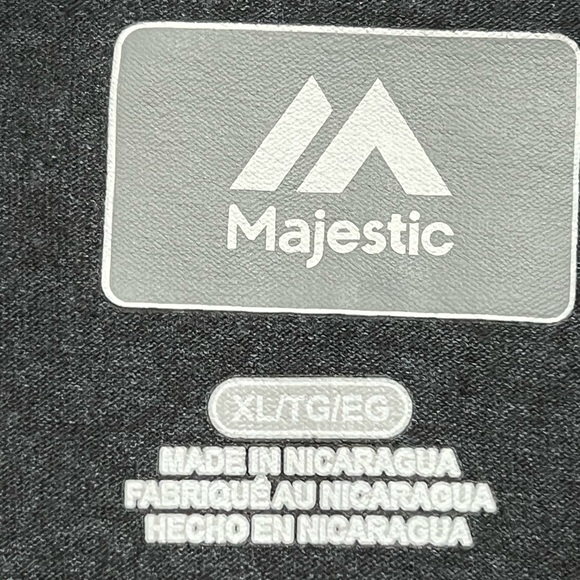 Majestic
XL/TG/EG
MADE IN NICARAGUA
FABRIQUÉ AU NICARAGUA
HECHO EN NICARAGUA